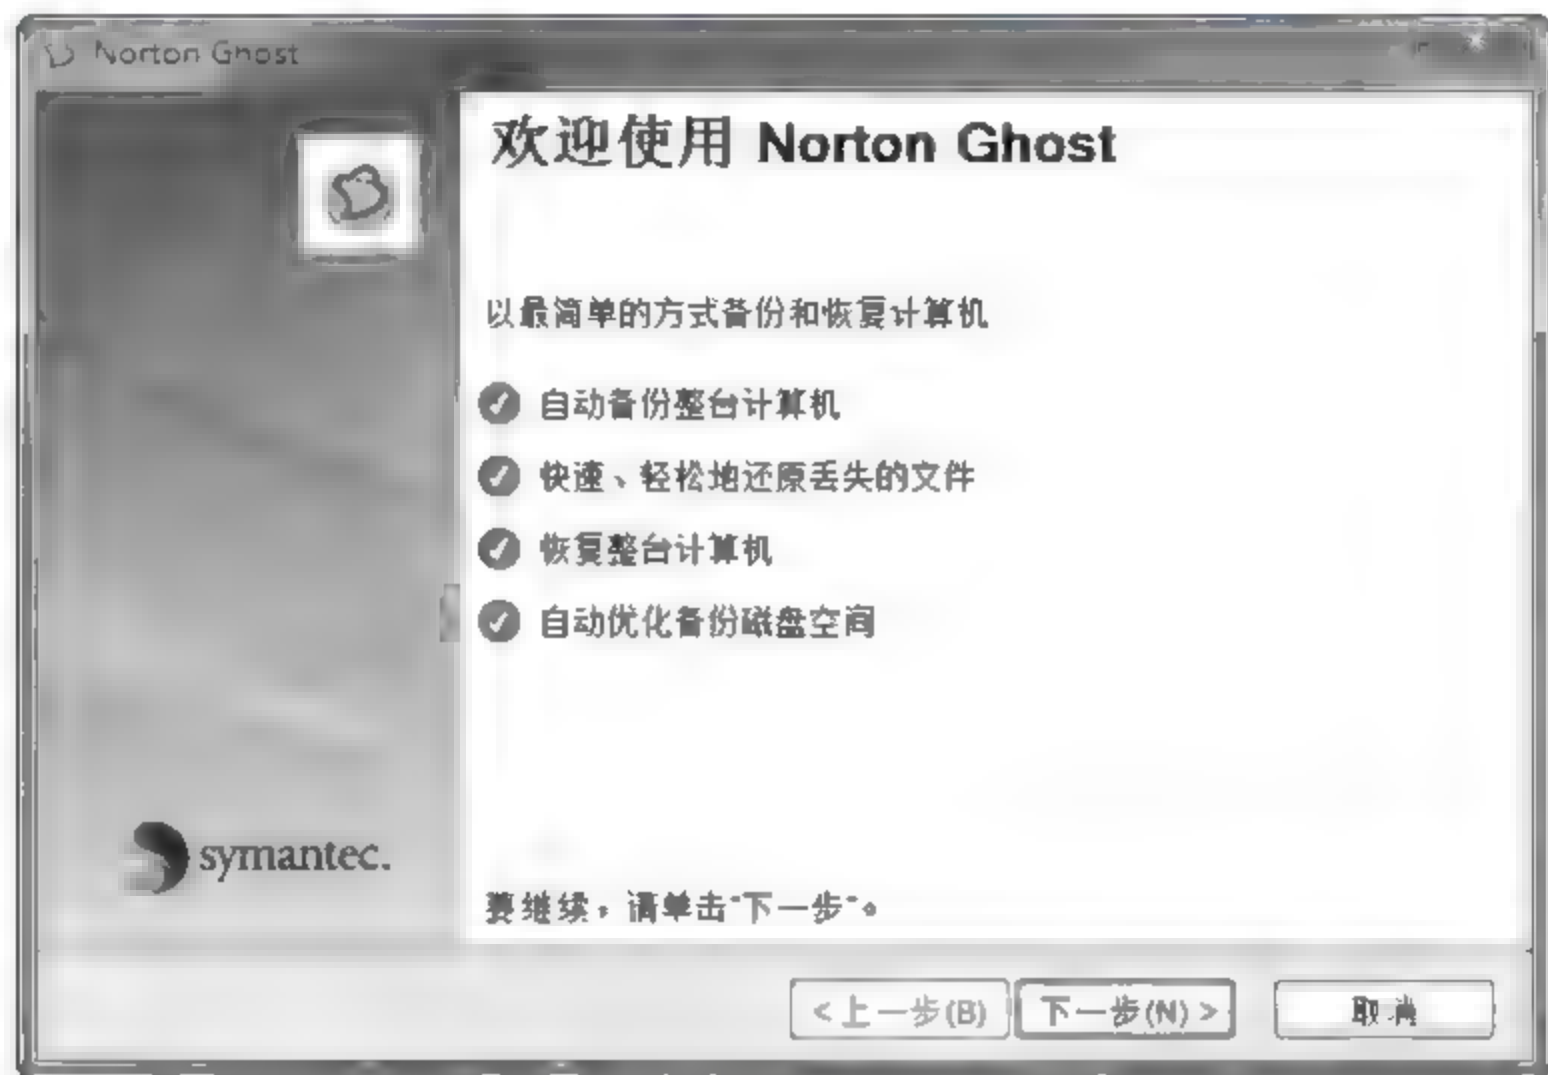 Norton Ghost
欢迎使用 Norton Ghost
以最简单的方式备份和恢复计算机
自动备份整台计算机
快速、轻松地还原丢失的文件
恢复整台计算机
自动优化备份磁盘空间
symantec.
要继续，请单击"下一步"。
<上一步(B)
下一步(N) >
取消